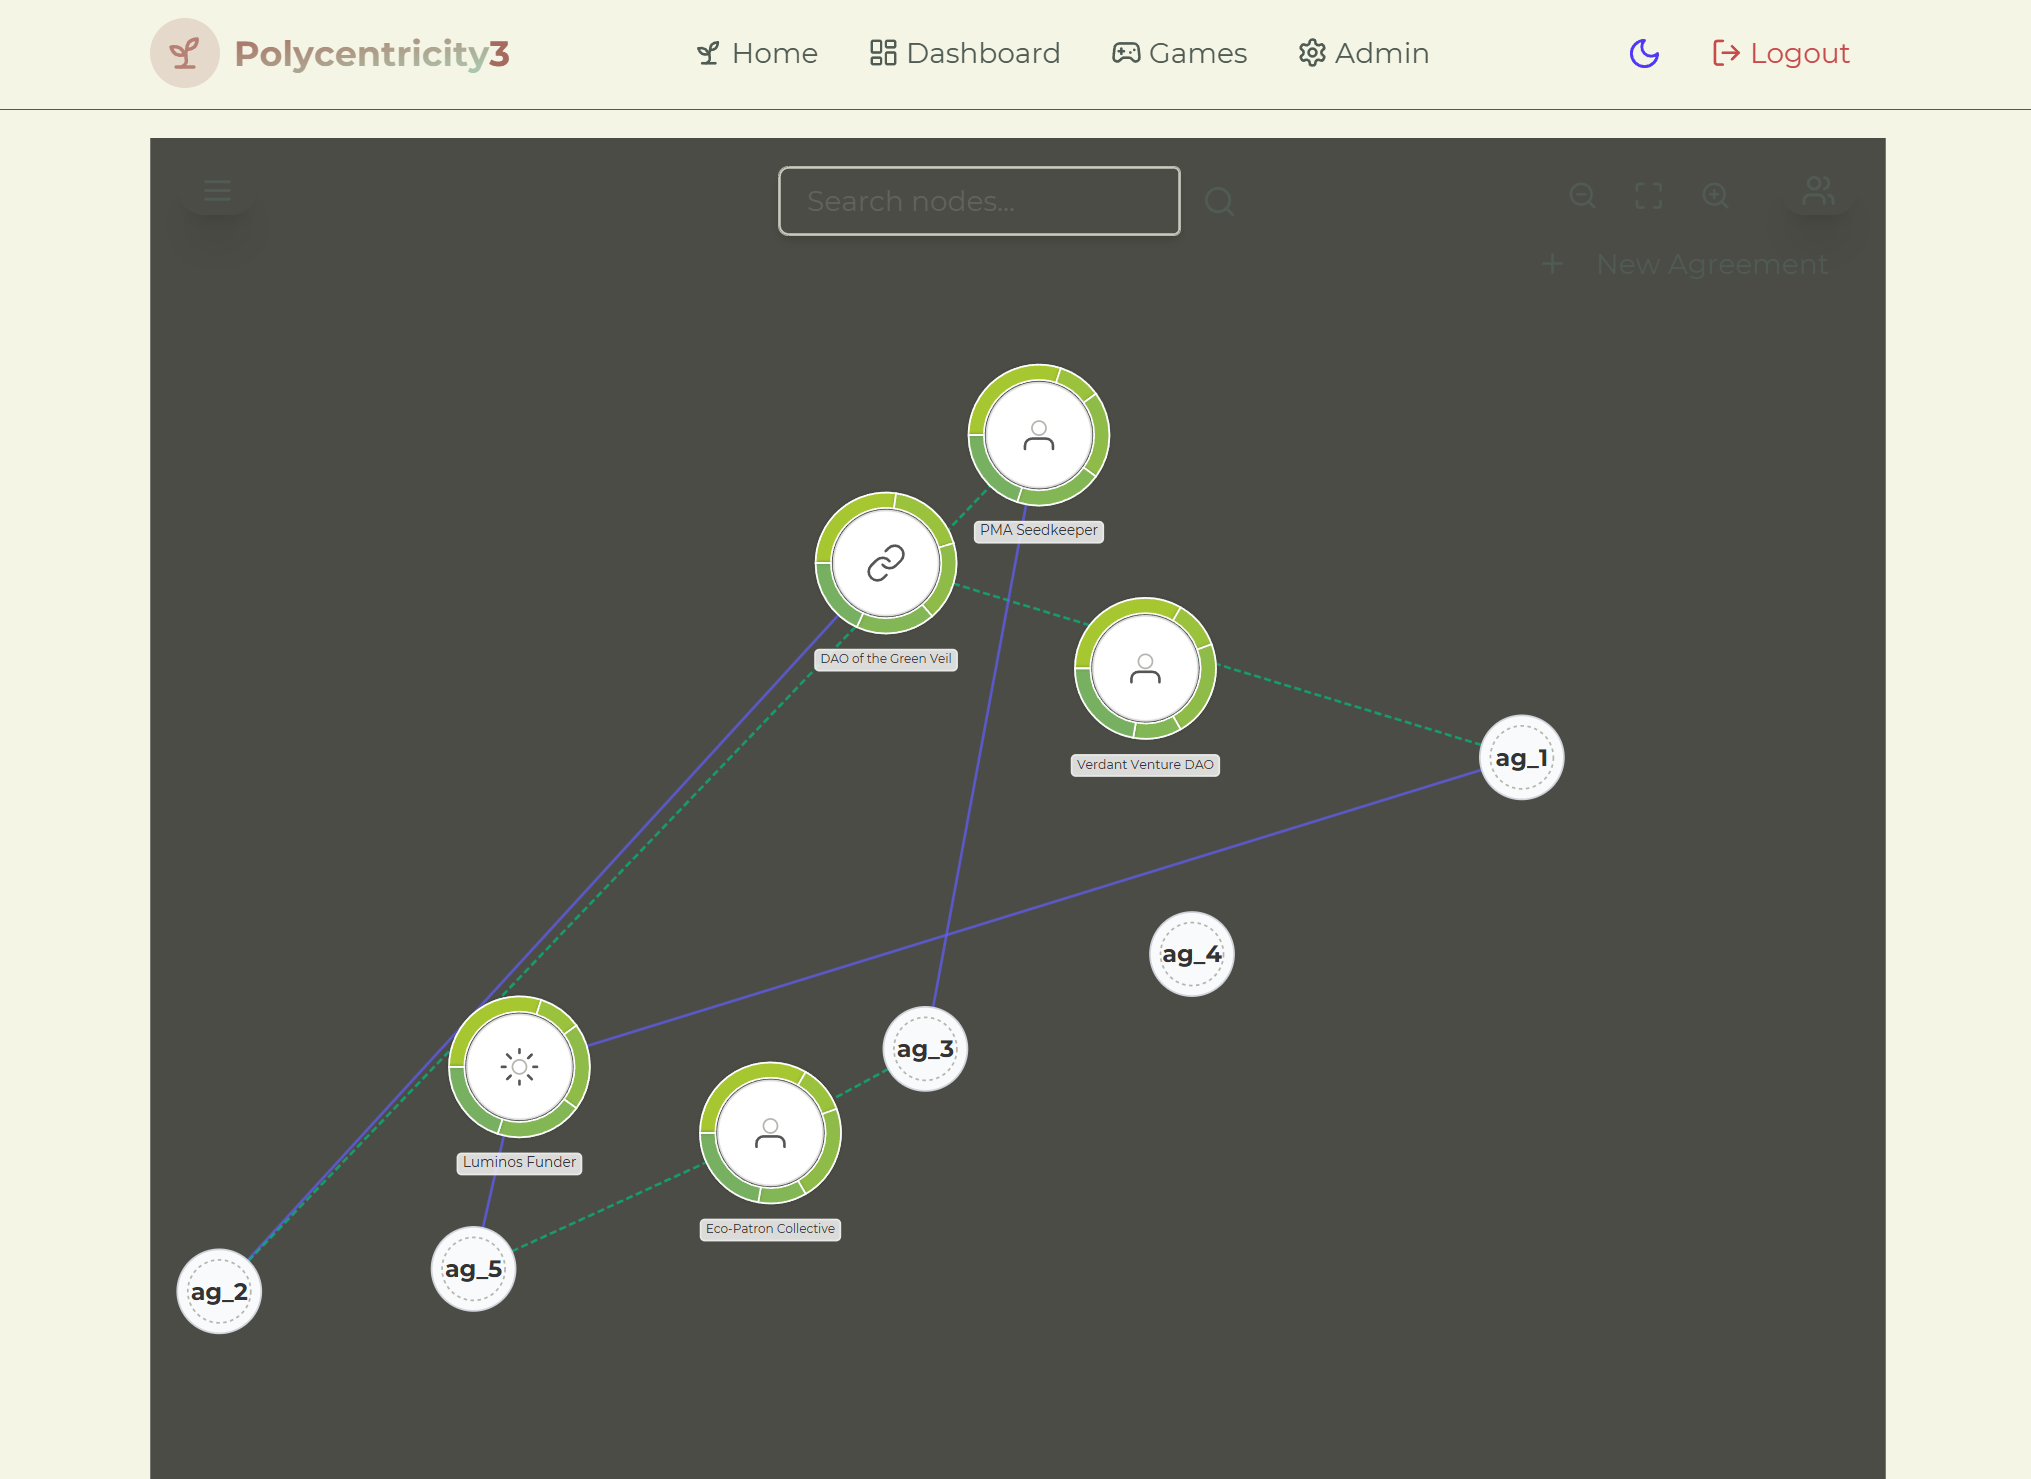 Polycentricity3
Home
Dashboard
Games
Admin
Logout
Search nodes...
New Agreement
PMA Seedkeeper
DAO of the Green Veil
Verdant Venture DAO
ag_1
ag_4
ag_3
Luminos Funder
Eco-Patron Collective
ag_5
ag_2